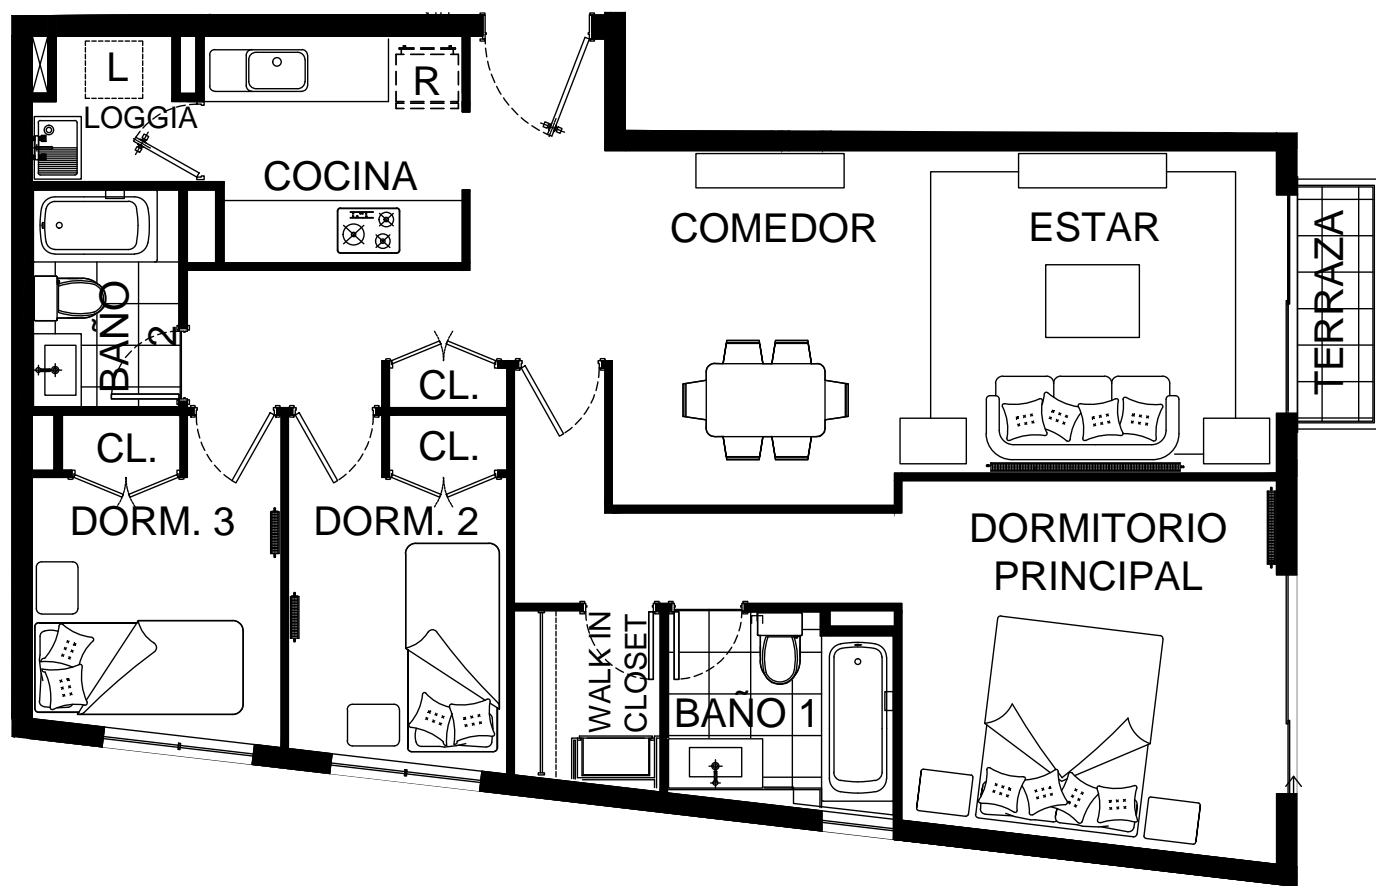 L
R
LOGGIA
COCINA
COMEDOR
ESTAR
TERRAZA
BAÑO
2
CL.
CL.
CL.
DORM. 3
DORM. 2
DORMITORIO
PRINCIPAL
WALK IN
CLOSET
BAÑO 1